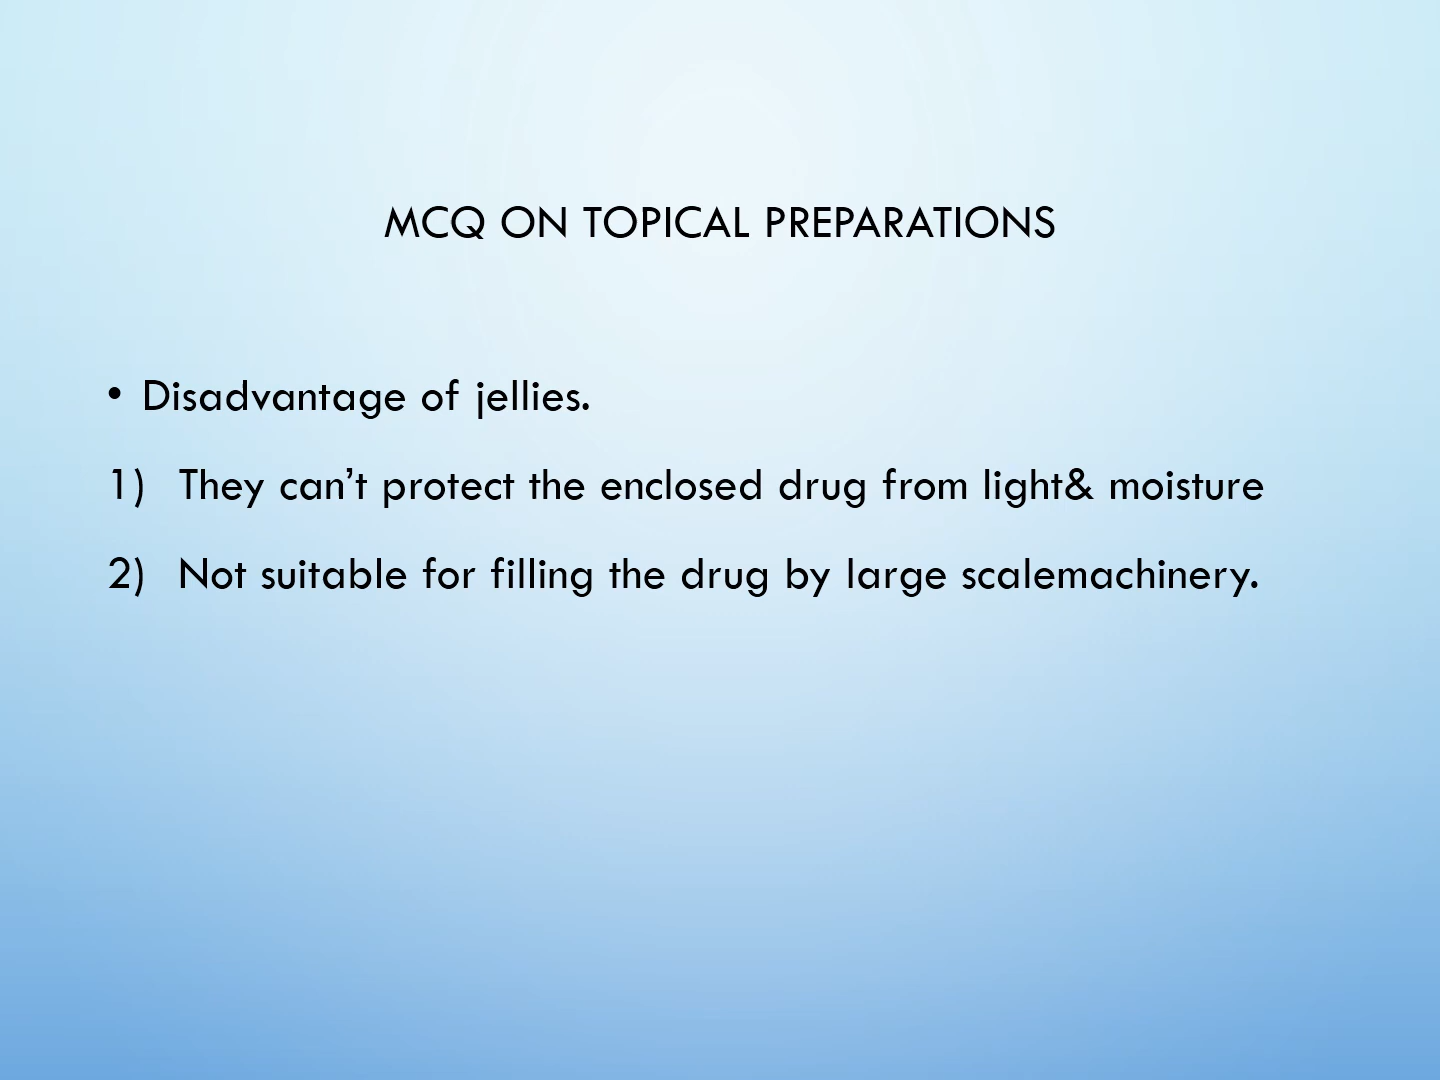 MCQ ON TOPICAL PREPARATIONS
• Disadvantage of jellies.
1) They can’t protect the enclosed drug from light& moisture
2) Not suitable for filling the drug by large scalemachinery.